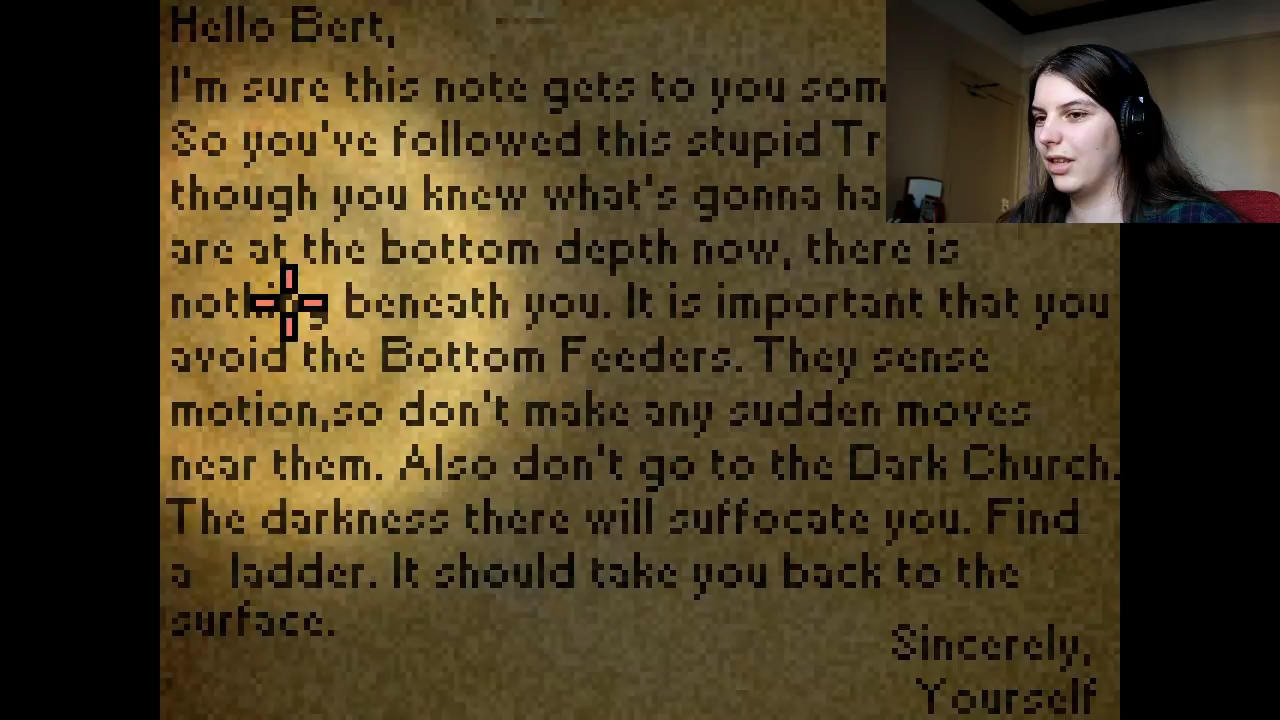 Hello Bert,
I'm sure this note gets to you som
So you've followed this stupid Tr
though you knew what's gonna ha
are at the bottom depth now, there is
nothing beneath you. It is important that you
avoid the Bottom Feeders. They sense
motion,so don't make any sudden moves
near them. Also don't go to the Dark Church.
The darkness there will suffocate you. Find
a ladder. It should take you back to the
surface.
Sincerely,
Yourself